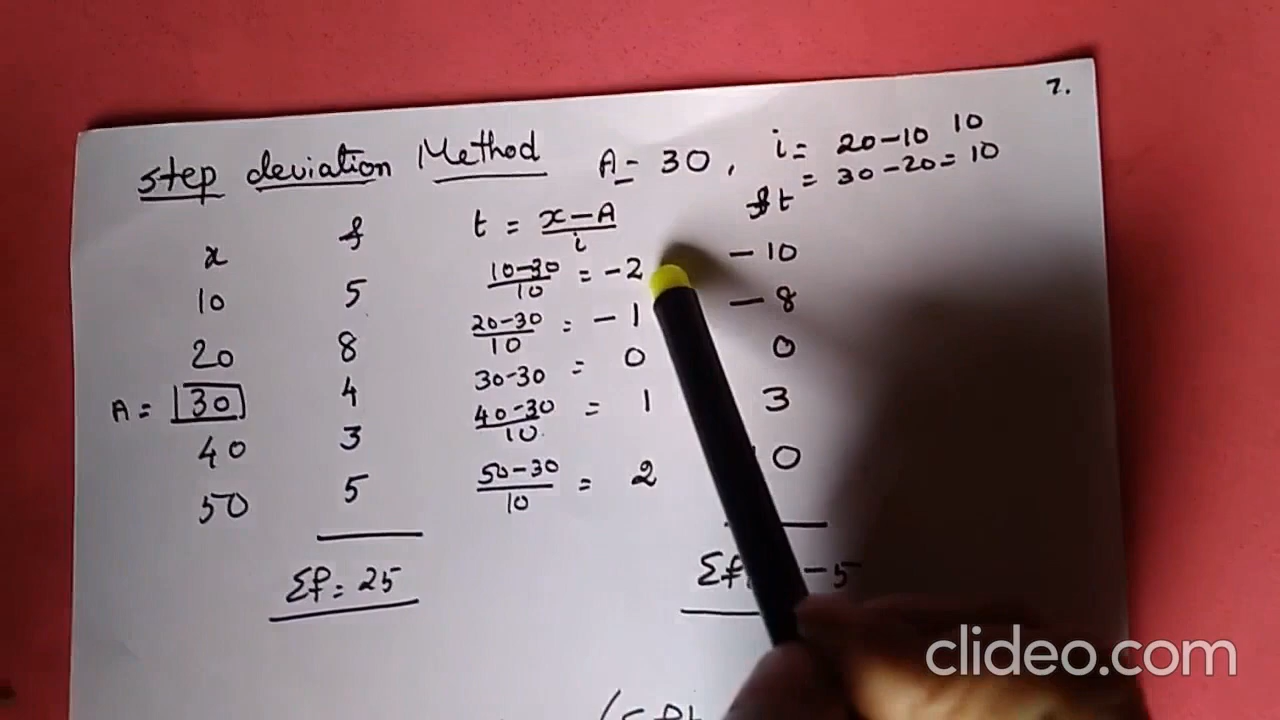 7.
step deviation Method A = 30, i = 20-10 10
= 30-20 = 10
x f t = x-A / i ft
10 5 10-30 / 10 = -2 -10
20 8 20-30 / 10 = -1 -8
A = 30 4 30-30 = 0 0
40 3 40-30 / 10 = 1 3
50 5 50-30 / 10 = 2 0
Σf = 25 Σf -5
clideo.com